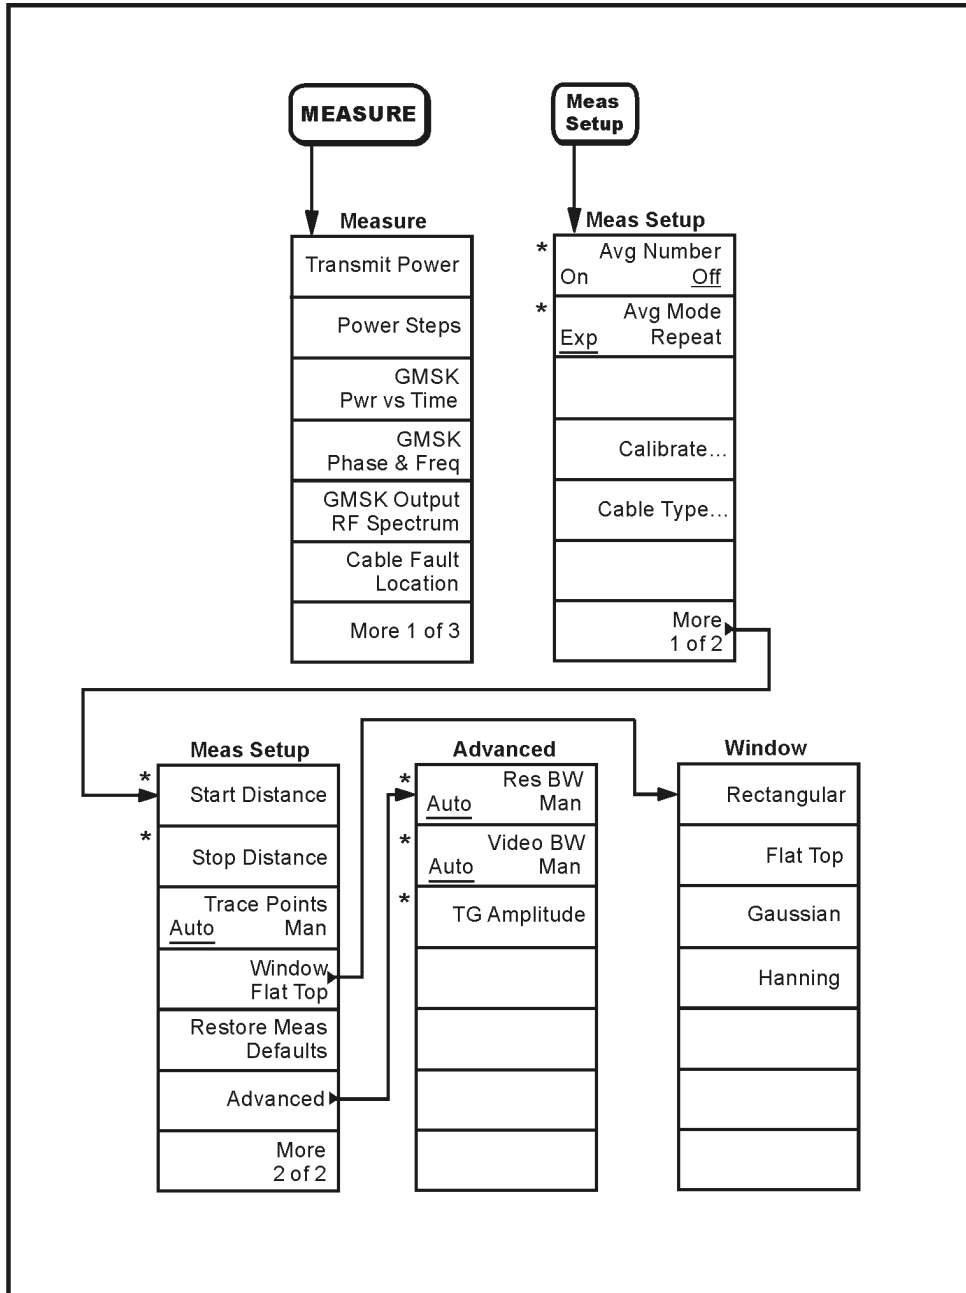 MEASURE
Meas
Setup
Measure
Transmit Power
Power Steps
GMSK
Pwr vs Time
GMSK
Phase & Freq
GMSK Output
RF Spectrum
Cable Fault
Location
More 1 of 3
Meas Setup
* Avg Number
On Off
* Avg Mode
Exp Repeat
Calibrate...
Cable Type...
More
1 of 2
Meas Setup
*
Start Distance
*
Stop Distance
Trace Points
Auto Man
Window
Flat Top
Restore Meas
Defaults
Advanced
More
2 of 2
Advanced
* Res BW
Auto Man
* Video BW
Auto Man
*
TG Amplitude
Window
Rectangular
Flat Top
Gaussian
Hanning